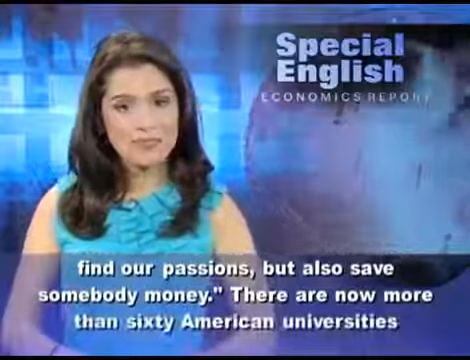 Special
English
ECONOMICS REPORT
find our passions, but also save
somebody money." There are now more
than sixty American universities